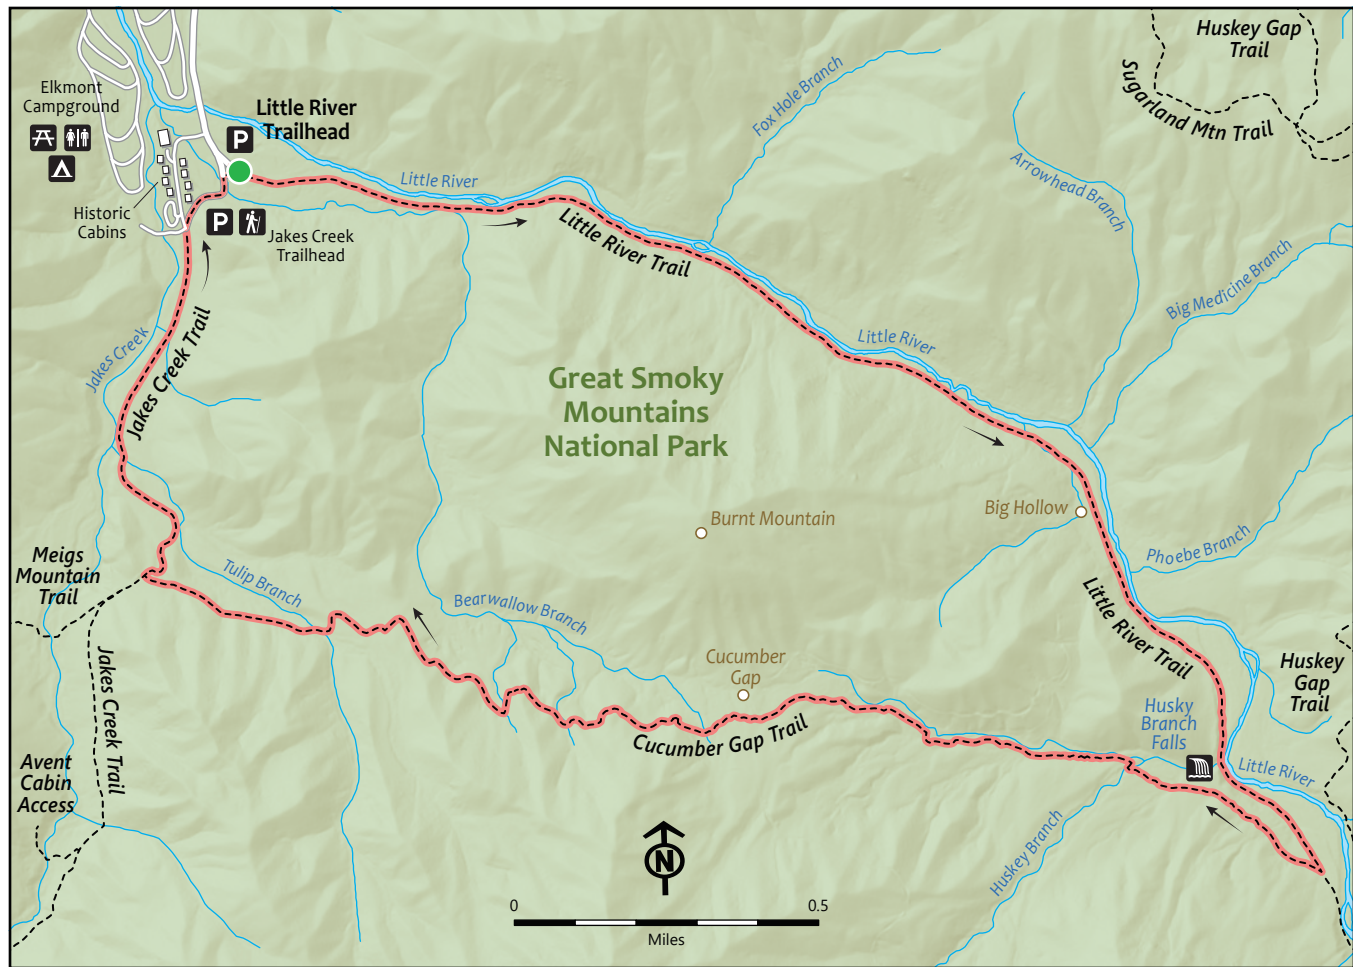 Huskey Gap
Trail
Sugarland Mtn Trail
Elkmont
Campground
Little River
Trailhead
P
Fox Hole Branch
Arrowhead Branch
Little River
Historic
Cabins
P
Jakes Creek
Trailhead
Little River Trail
Big Medicine Branch
Jakes Creek
Jakes Creek Trail
Little River
Great Smoky
Mountains
National Park
Burnt Mountain
Big Hollow
Phoebe Branch
Meigs
Mountain
Trail
Tulip Branch
Bearwallow Branch
Little River Trail
Jakes Creek Trail
Cucumber
Gap
Huskey
Gap
Trail
Husky
Branch
Falls
Cucumber Gap Trail
Avent
Cabin
Access
Little River
Huskey Branch
N
0
0.5
Miles